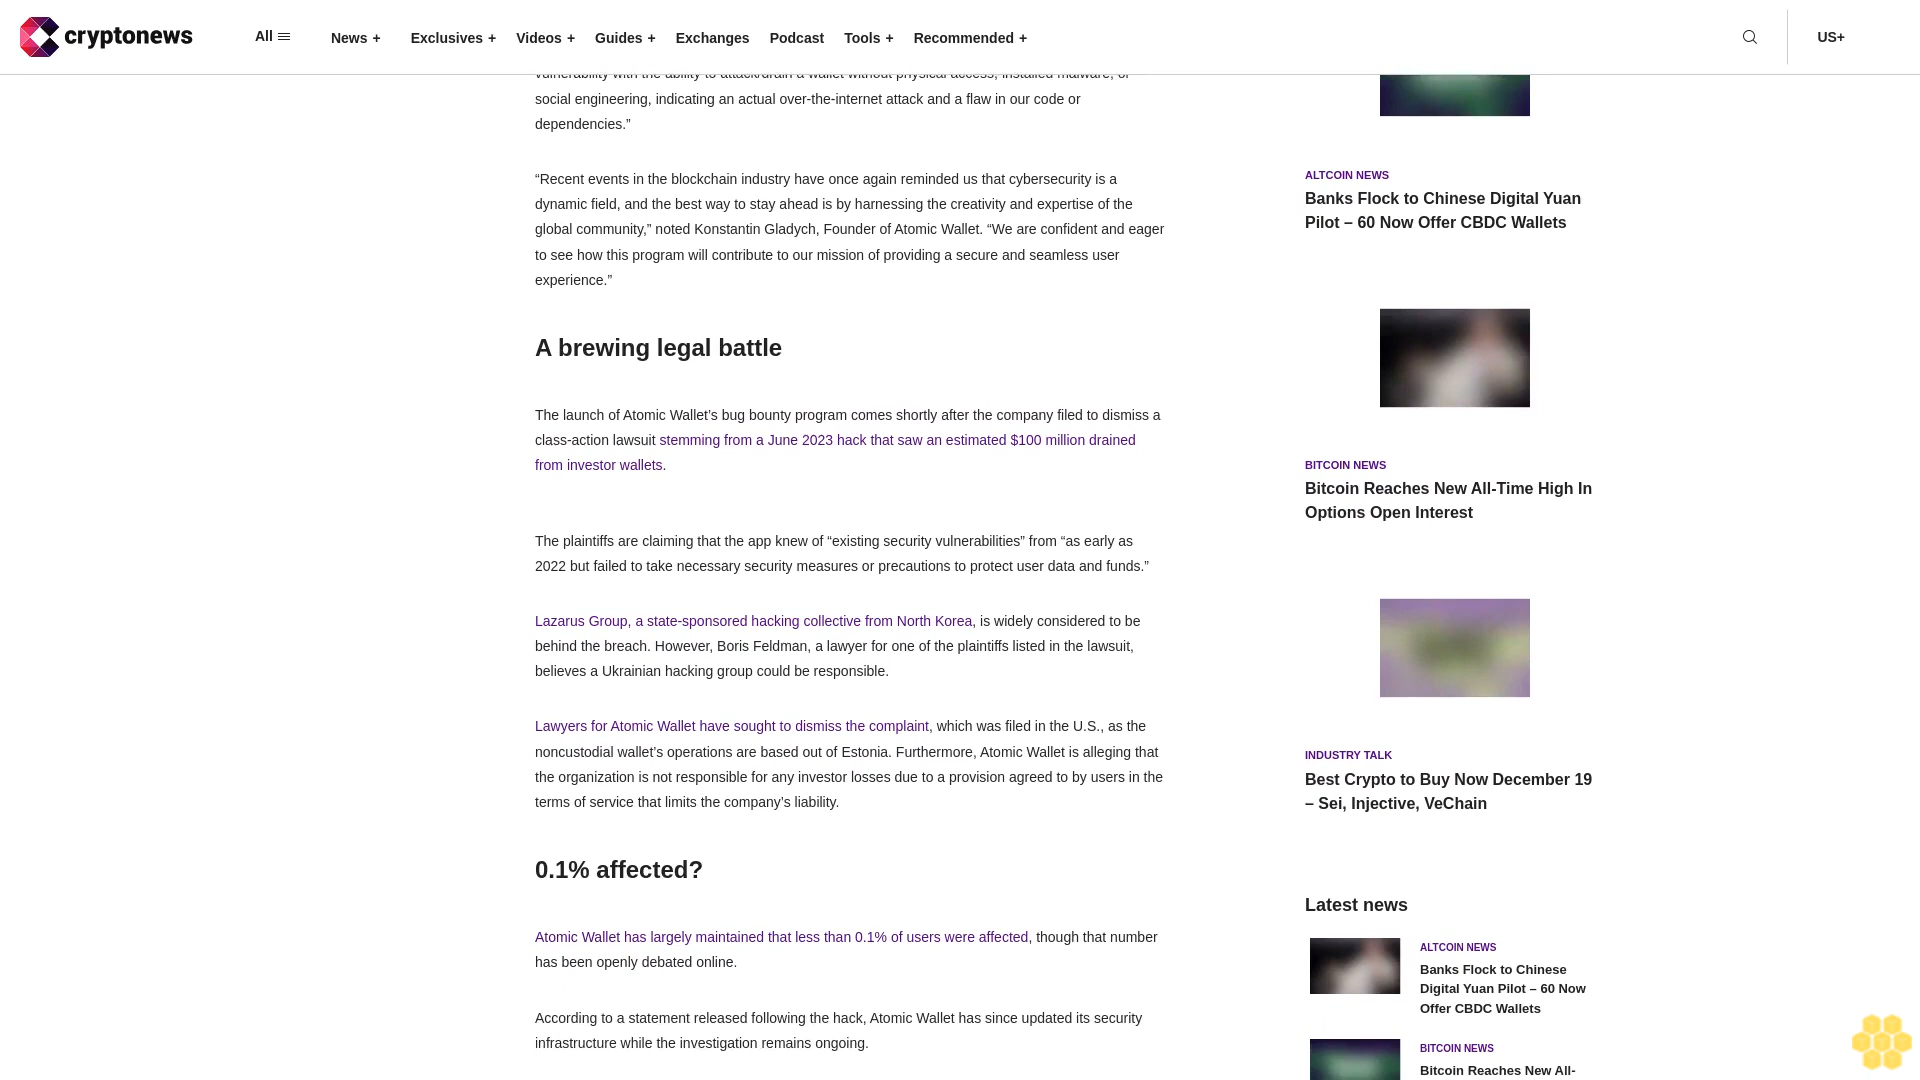 cryptonews
All
News +
Exclusives +
Videos +
Guides +
Exchanges
Podcast
Tools +
Recommended +
US+
vulnerability with the ability to attack/drain a wallet without physical access, installed malware, or
social engineering, indicating an actual over-the-internet attack and a flaw in our code or
dependencies.”
“Recent events in the blockchain industry have once again reminded us that cybersecurity is a
dynamic field, and the best way to stay ahead is by harnessing the creativity and expertise of the
global community,” noted Konstantin Gladych, Founder of Atomic Wallet. “We are confident and eager
to see how this program will contribute to our mission of providing a secure and seamless user
experience.”
A brewing legal battle
The launch of Atomic Wallet’s bug bounty program comes shortly after the company filed to dismiss a
class-action lawsuit stemming from a June 2023 hack that saw an estimated $100 million drained
from investor wallets.
The plaintiffs are claiming that the app knew of “existing security vulnerabilities” from “as early as
2022 but failed to take necessary security measures or precautions to protect user data and funds.”
Lazarus Group, a state-sponsored hacking collective from North Korea, is widely considered to be
behind the breach. However, Boris Feldman, a lawyer for one of the plaintiffs listed in the lawsuit,
believes a Ukrainian hacking group could be responsible.
Lawyers for Atomic Wallet have sought to dismiss the complaint, which was filed in the U.S., as the
noncustodial wallet’s operations are based out of Estonia. Furthermore, Atomic Wallet is alleging that
the organization is not responsible for any investor losses due to a provision agreed to by users in the
terms of service that limits the company’s liability.
0.1% affected?
Atomic Wallet has largely maintained that less than 0.1% of users were affected, though that number
has been openly debated online.
According to a statement released following the hack, Atomic Wallet has since updated its security
infrastructure while the investigation remains ongoing.
ALTCOIN NEWS
Banks Flock to Chinese Digital Yuan
Pilot – 60 Now Offer CBDC Wallets
BITCOIN NEWS
Bitcoin Reaches New All-Time High In
Options Open Interest
INDUSTRY TALK
Best Crypto to Buy Now December 19
– Sei, Injective, VeChain
Latest news
ALTCOIN NEWS
Banks Flock to Chinese
Digital Yuan Pilot – 60 Now
Offer CBDC Wallets
BITCOIN NEWS
Bitcoin Reaches New All-